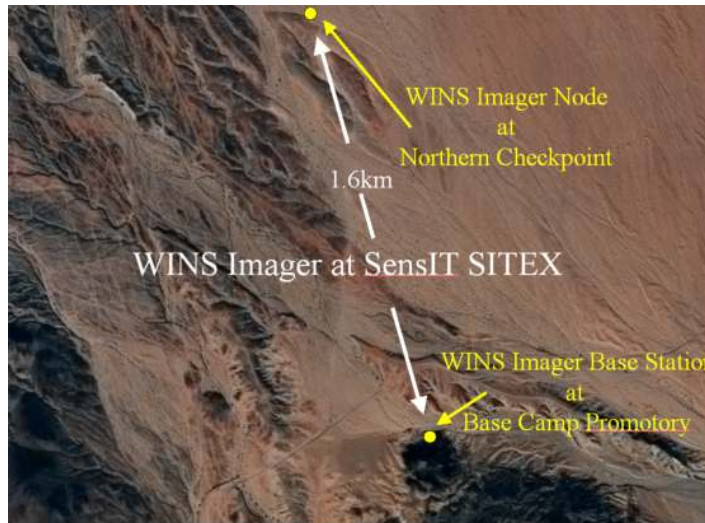 WINS Imager Node
at
Northern Checkpoint
1.6km
WINS Imager at SensIT SITEX
WINS Imager Base Station
at
Base Camp Promotory